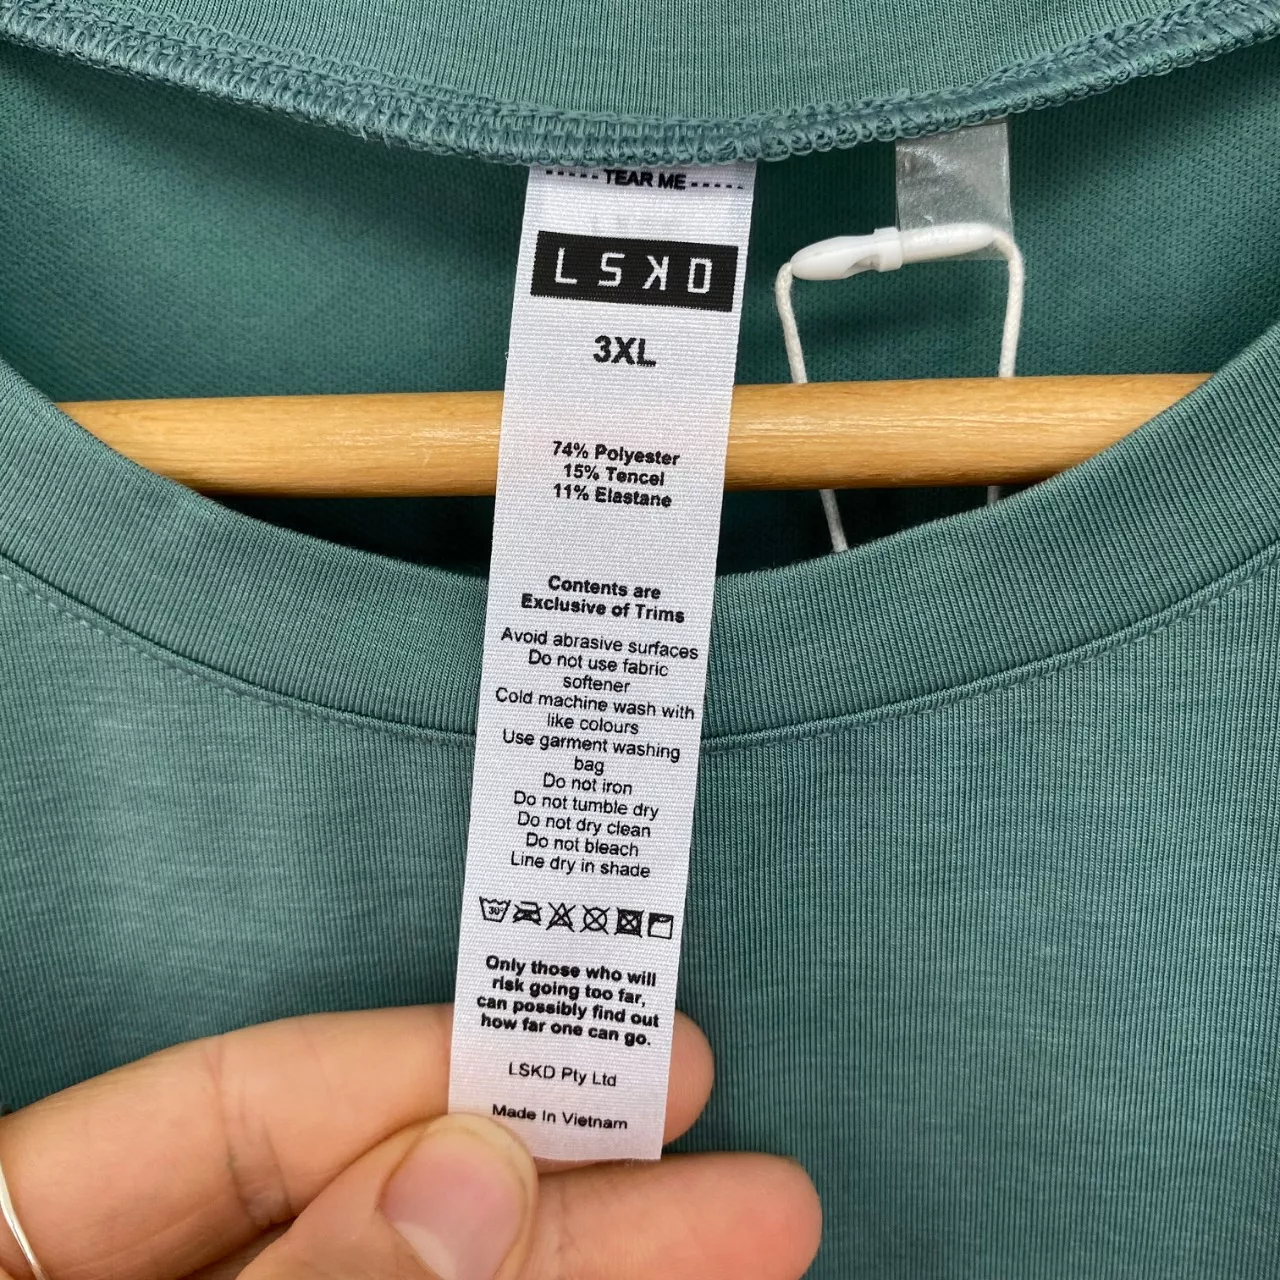 ----- TEAR ME -----
LSKD
3XL
74% Polyester
15% Tencel
11% Elastane
Contents are
Exclusive of Trims
Avoid abrasive surfaces
Do not use fabric
softener
Cold machine wash with
like colours
Use garment washing
bag
Do not iron
Do not tumble dry
Do not dry clean
Do not bleach
Line dry in shade
30°
Only those who will
risk going too far,
can possibly find out
how far one can go.
LSKD Pty Ltd
Made In Vietnam